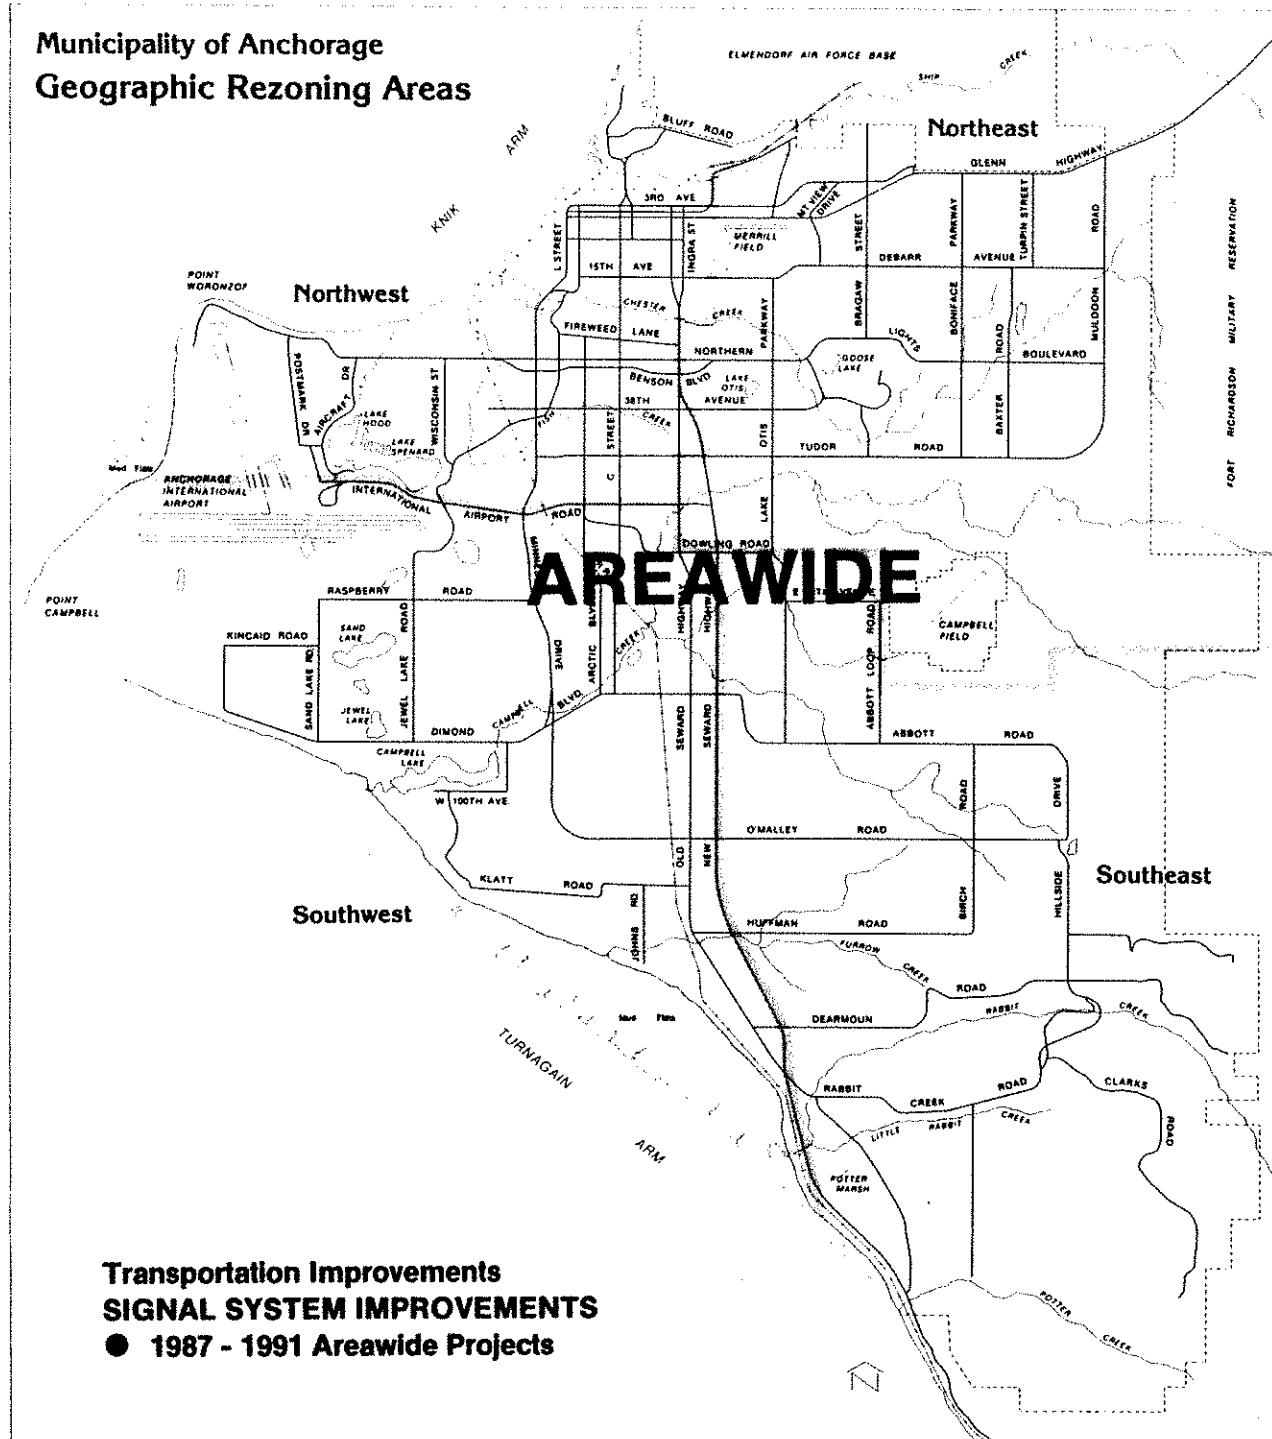 Municipality of Anchorage
Geographic Rezoning Areas
ELMENDORF AIR FORCE BASE
SHIP
CREEK
BLUFF ROAD
Northeast
ARM
GLENN
HIGHWAY
KNIK
3RD AVE
MT VIEW
DRIVE
L STREET
INGRA ST
MERRILL
FIELD
STREET
PARKWAY
TURPIN STREET
ROAD
FORT RICHARDSON MILITARY RESERVATION
15TH AVE
DEBARR
AVENUE
POINT
WORONZOF
Northwest
CHESTER
CREEK
PARKWAY
BRAGAW
BONIFACE
ROAD
MULDOON
FIREWEED LANE
NORTHERN
LIGHTS
BOULEVARD
POSTMARK DR
AIRCRAFT
DR
WISCONSIN ST
BENSON
BLVD
LAKE
OTIS
GOOSE
LAKE
36TH
AVENUE
LAKE
HOOD
LAKE
SPENARD
FISH
CREEK
C STREET
OTIS
BAXTER
TUDOR
ROAD
Mud Flats
ANCHORAGE
INTERNATIONAL
AIRPORT
INTERNATIONAL
AIRPORT
ROAD
LAKE
DOWLING ROAD
AREAWIDE
POINT
CAMPBELL
RASPBERRY
ROAD
KINCAID ROAD
SAND
LAKE
SAND LAKE RD
JEWEL LAKE ROAD
JEWEL
LAKE
DRIVE
ARCTIC BLVD
CREEK
CAMPBELL
FIELD
ABBOTT LOOP ROAD
CAMPBELL
BLVD
DIMOND
SEWARD
SEWARD
ABBOTT
ROAD
CAMPBELL
LAKE
W 100TH AVE
ROAD
DRIVE
O'MALLEY
ROAD
OLD
NEW
KLATT
ROAD
Southeast
Southwest
JOHNS RD
BIRCH
HILLSIDE
HUFFMAN
ROAD
FURROW
CREEK
ROAD
RABBIT
CREEK
Mud Flats
DEARMOUN
TURNAGAIN
RABBIT
CREEK
ROAD
CLARKS
ROAD
LITTLE RABBIT CREEK
ARM
POTTER
MARSH
POTTER
CREEK
Transportation Improvements
SIGNAL SYSTEM IMPROVEMENTS
● 1987 - 1991 Areawide Projects